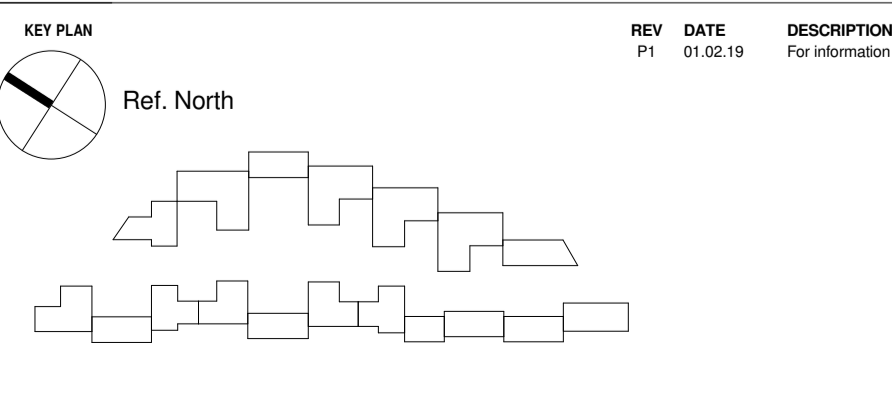 KEY PLAN
REV DATE DESCRIPTION
P1 01.02.19 For information
Ref. North